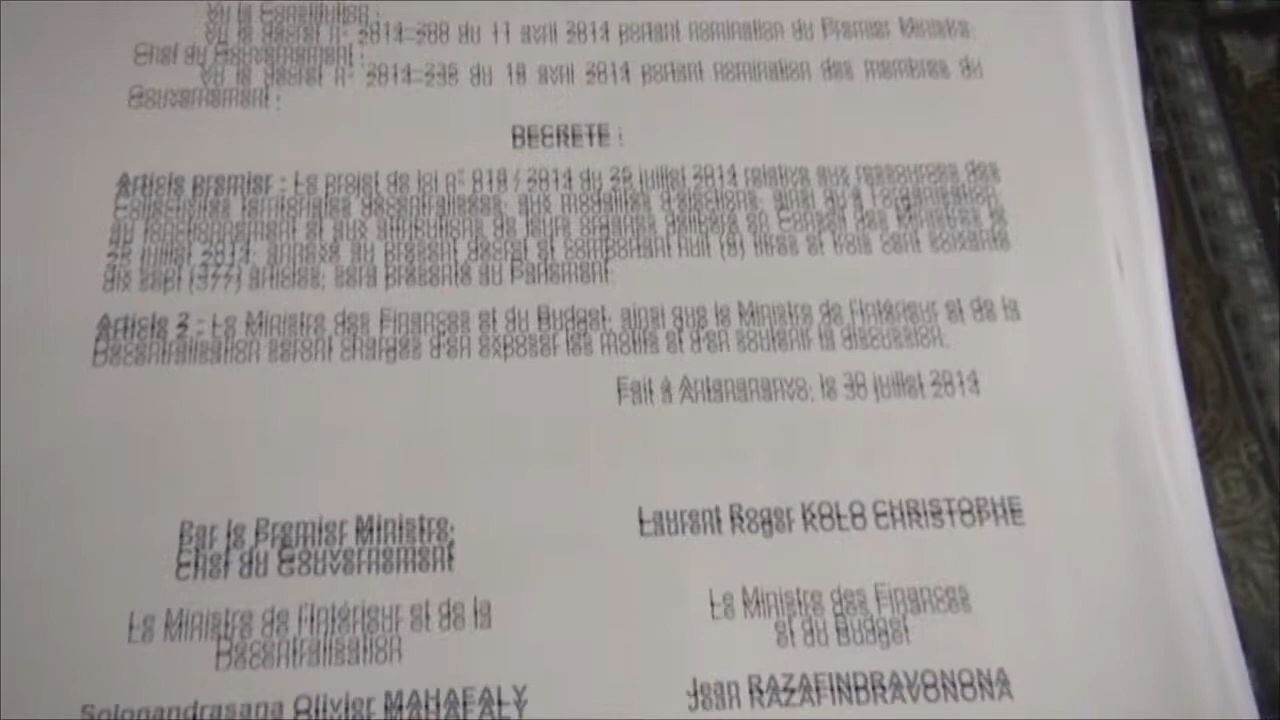 Vu la Constitution ;
Vu le décret n° 2014-200 du 11 avril 2014 portant nomination du Premier Ministre,
Chef du Gouvernement ;
Vu le décret n° 2014-235 du 18 avril 2014 portant nomination des membres du
Gouvernement ;
DECRETE :
Article premier - Le projet de loi n° / 2014 du juillet 2014 relative aux ressources des
Collectivités territoriales décentralisées, aux modalités d'élections, ainsi qu'à l'organisation,
au fonctionnement et aux attributions de leurs organes délibéré en Conseil des Ministres le
juillet 2014, annexé au présent décret et comportant huit (8) titres et trois cent soixante
dix sept (377) articles, sera présenté au Parlement.
Article 2 - Le Ministre des Finances et du Budget, ainsi que le Ministre de l'Intérieur et de la
Décentralisation seront chargés d'en exposer les motifs et d'en soutenir la discussion.
Fait à Antananarivo, le 30 juillet 2014
Laurent Roger KOLO CHRISTOPHE
Par le Premier Ministre,
Chef du Gouvernement
Le Ministre de l'Intérieur et de la
Décentralisation
Le Ministre des Finances
et du Budget
Solonandrasana Olivier MAHAFALY
Jean RAZAFINDRAVONONA